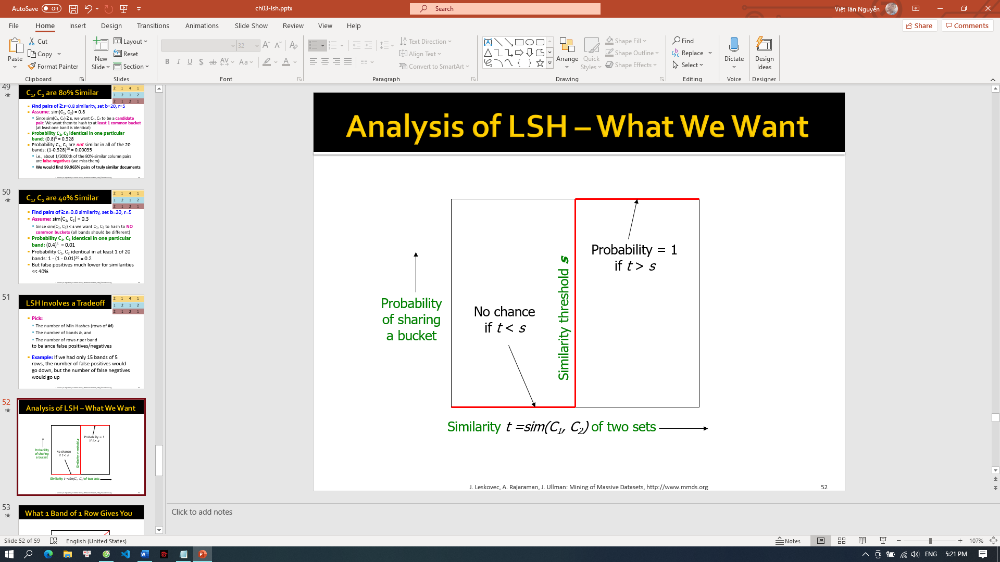 AutoSave Off
ch03-lsh.pptx
Search
Việt Tân Nguyễn
File Home Insert Design Transitions Animations Slide Show Review View Help
Share Comments
Paste
Cut
Copy
Format Painter
Clipboard
New
Slide
Layout
Reset
Section
Slides
32
B I U S ab AV Aa A
Font
Text Direction
Align Text
Convert to SmartArt
Paragraph
Arrange
Quick
Styles
Shape Fill
Shape Outline
Shape Effects
Drawing
Find
Replace
Select
Editing
Dictate
Voice
Design
Ideas
Designer
49
C1, C2 are 80% Similar
2 1 4 1
1 2 1 2
2 1 2 1
Find pairs of ≥ s=0.8 similarity, set b=20, r=5
Assume: sim(C1, C2) = 0.8
Since sim(C1, C2) ≥ s, we want C1, C2 to be a candidate
pair: We want them to hash to at least 1 common bucket
(at least one band is identical)
Probability C1, C2 identical in one particular
band: (0.8)5 = 0.328
Probability C1, C2 are not similar in all of the 20
bands: (1-0.328)20 = 0.00035
i.e., about 1/3000th of the 80%-similar column pairs
are false negatives (we miss them)
We would find 99.965% pairs of truly similar documents
50
C1, C2 are 40% Similar
2 1 4 1
1 2 1 2
2 1 2 1
Find pairs of ≥ s=0.8 similarity, set b=20, r=5
Assume: sim(C1, C2) = 0.3
Since sim(C1, C2) < s we want C1, C2 to hash to NO
common buckets (all bands should be different)
Probability C1, C2 identical in one particular
band: (0.4)5 = 0.01
Probability C1, C2 identical in at least 1 of 20
bands: 1 - (1 - 0.01)20 = 0.2
But false positives much lower for similarities
<< 40%
51
LSH Involves a Tradeoff
2 1 4 1
1 2 1 2
2 1 2 1
Pick:
The number of Min-Hashes (rows of M)
The number of bands b, and
The number of rows r per band
to balance false positives/negatives
Example: If we had only 15 bands of 5
rows, the number of false positives would
go down, but the number of false negatives
would go up
52
Analysis of LSH – What We Want
Probability = 1
if t > s
Probability
of sharing
a bucket
No chance
if t < s
Similarity threshold s
Similarity t =sim(C1, C2) of two sets
53
What 1 Band of 1 Row Gives You
Analysis of LSH – What We Want
Probability = 1
if t > s
Similarity threshold s
Probability
of sharing
a bucket
No chance
if t < s
Similarity t =sim(C1, C2) of two sets
J. Leskovec, A. Rajaraman, J. Ullman: Mining of Massive Datasets, http://www.mmds.org
52
Click to add notes
Slide 52 of 59
English (United States)
Notes
107%
ENG
5:21 PM